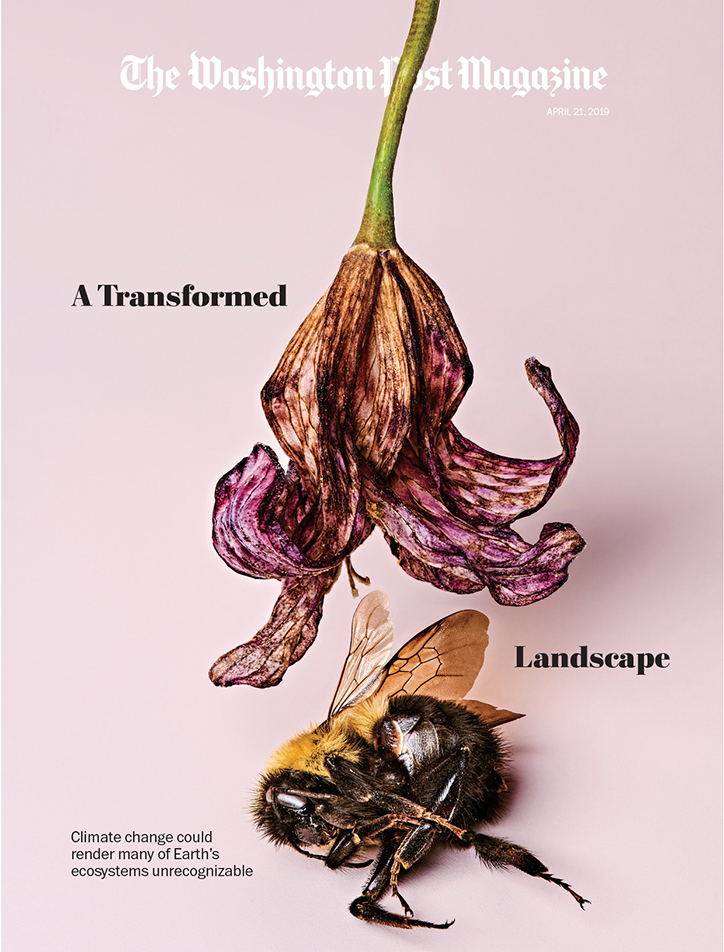 The Washington Post Magazine
APRIL 21, 2019
A Transformed
Landscape
Climate change could
render many of Earth's
ecosystems unrecognizable